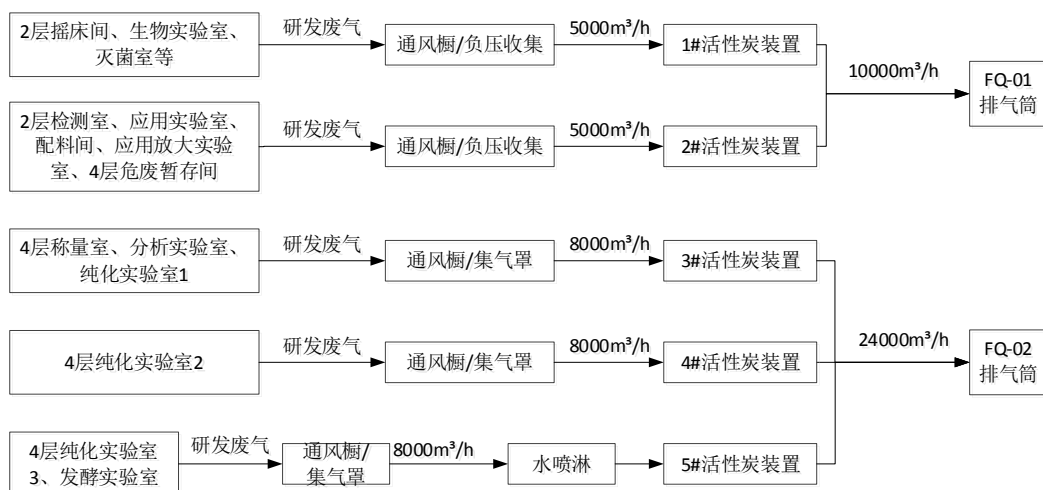 2层摇床间、生物实验室、
灭菌室等
研发废气
通风橱/负压收集
5000m³/h
1#活性炭装置
10000m³/h
FQ-01
排气筒
2层检测室、应用实验室、
配料间、应用放大实验
室、4层危废暂存间
研发废气
通风橱/负压收集
5000m³/h
2#活性炭装置
4层称量室、分析实验室、
纯化实验室1
研发废气
通风橱/集气罩
8000m³/h
3#活性炭装置
4层纯化实验室2
研发废气
通风橱/集气罩
8000m³/h
4#活性炭装置
24000m³/h
FQ-02
排气筒
4层纯化实验室
3、发酵实验室
研发废气
通风橱/
集气罩
8000m³/h
水喷淋
5#活性炭装置